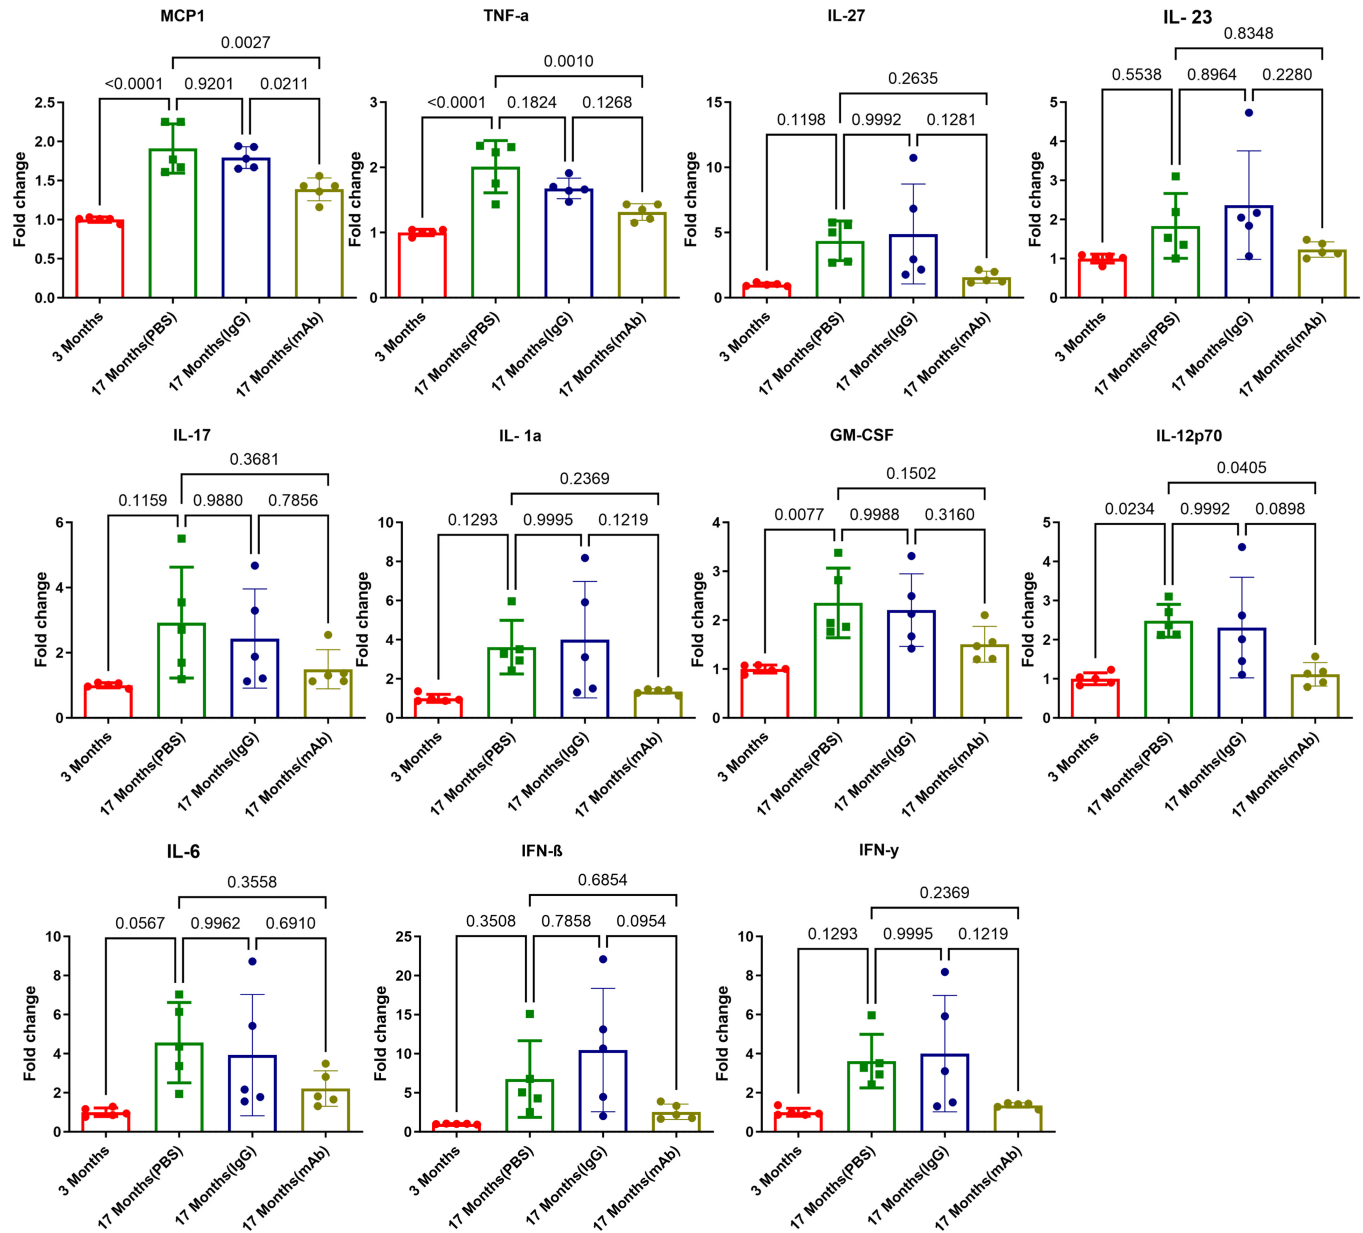 MCP1
0.0027
<0.0001 0.9201 0.0211
2.5
2.0
1.5
1.0
0.5
0.0
Fold change
3 Months
17 Months(PBS)
17 Months(IgG)
17 Months(mAb)
TNF-a
0.0010
<0.0001 0.1824 0.1268
3
2
1
0
Fold change
3 Months
17 Months(PBS)
17 Months(IgG)
17 Months(mAb)
IL-27
0.2635
0.1198 0.9992 0.1281
15
10
5
0
Fold change
3 Months
17 Months(PBS)
17 Months(IgG)
17 Months(mAb)
IL- 23
0.8348
0.5538 0.8964 0.2280
5
4
3
2
1
0
Fold change
3 Months
17 Months(PBS)
17 Months(IgG)
17 Months(mAb)
IL-17
0.3681
0.1159 0.9880 0.7856
6
4
2
0
Fold change
3 Months
17 Months(PBS)
17 Months(IgG)
17 Months(mAb)
IL- 1a
0.2369
0.1293 0.9995 0.1219
10
8
6
4
2
0
Fold change
3 Months
17 Months(PBS)
17 Months(IgG)
17 Months(mAb)
GM-CSF
0.1502
0.0077 0.9988 0.3160
4
3
2
1
0
Fold change
3 Months
17 Months(PBS)
17 Months(IgG)
17 Months(mAb)
IL-12p70
0.0405
0.0234 0.9992 0.0898
5
4
3
2
1
0
Fold change
3 Months
17 Months(PBS)
17 Months(IgG)
17 Months(mAb)
IL-6
0.3558
0.0567 0.9962 0.6910
10
8
6
4
2
0
Fold change
3 Months
17 Months(PBS)
17 Months(IgG)
17 Months(mAb)
IFN-ß
0.6854
0.3508 0.7858 0.0954
25
20
15
10
5
0
Fold change
3 Months
17 Months(PBS)
17 Months(IgG)
17 Months(mAb)
IFN-y
0.2369
0.1293 0.9995 0.1219
10
8
6
4
2
0
Fold change
3 Months
17 Months(PBS)
17 Months(IgG)
17 Months(mAb)